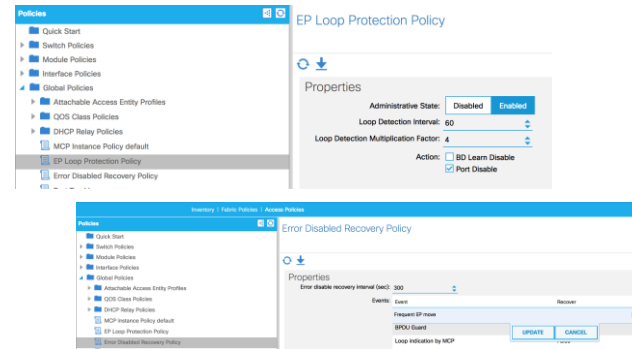 Policies
EP Loop Protection Policy
Quick Start
Switch Policies
Module Policies
Interface Policies
Global Policies
Attachable Access Entity Profiles
QOS Class Policies
DHCP Relay Policies
MCP Instance Policy default
EP Loop Protection Policy
Error Disabled Recovery Policy
Properties
Administrative State: Disabled Enabled
Loop Detection Interval: 60
Loop Detection Multiplication Factor: 4
Action: BD Learn Disable
Port Disable
Inventory | Fabric Policies | Access Policies
Policies
Error Disabled Recovery Policy
Quick Start
Switch Policies
Module Policies
Interface Policies
Global Policies
Attachable Access Entity Profiles
QOS Class Policies
DHCP Relay Policies
MCP Instance Policy default
EP Loop Protection Policy
Error Disabled Recovery Policy
Properties
Error disable recovery interval (sec): 300
Events: Event Recover
Frequent EP move
BPDU Guard
UPDATE CANCEL
Loop indication by MCP